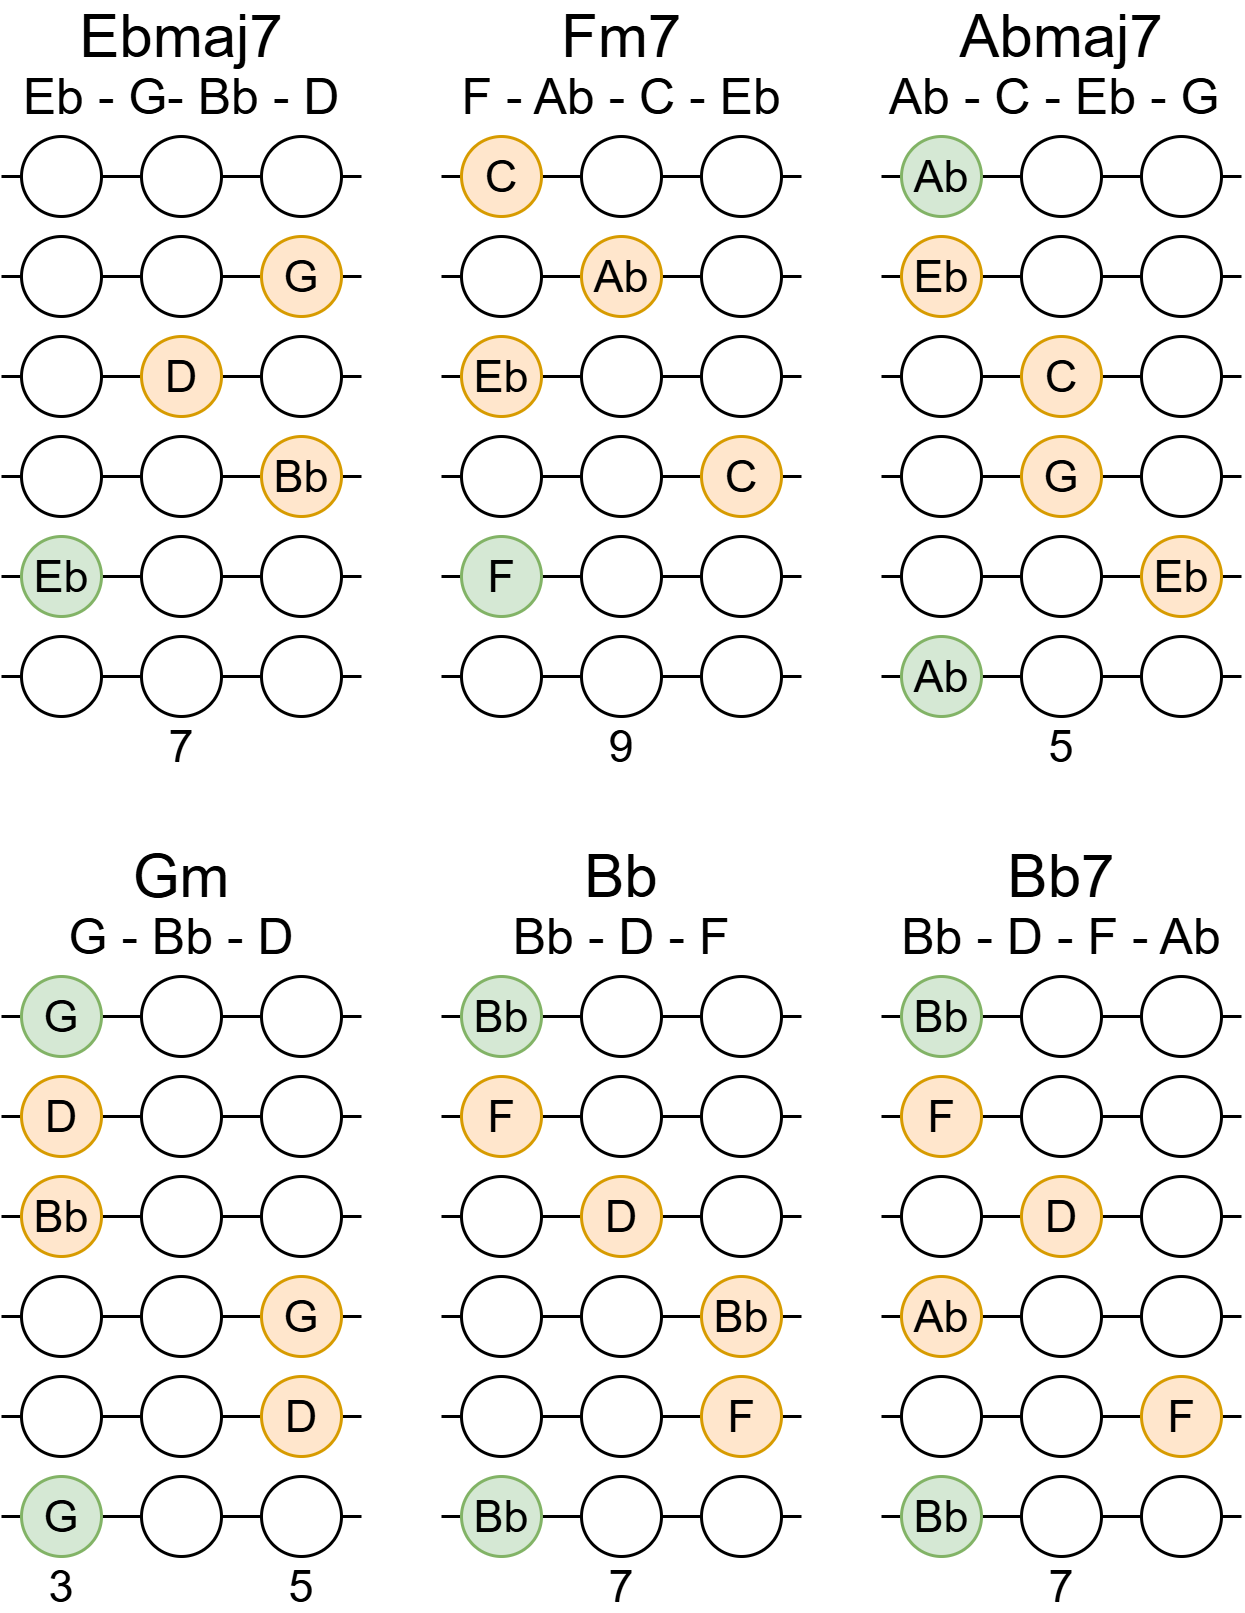 Ebmaj7 Fm7 Abmaj7
Eb - G- Bb - D F - Ab - C - Eb Ab - C - Eb - G
C Ab
G Ab Eb
D Eb C
Bb C G
Eb F Eb
Ab
7 9 5
Gm Bb Bb7
G - Bb - D Bb - D - F Bb - D - F - Ab
G Bb Bb
D F F
Bb D D
G Bb Ab
D F F
G Bb Bb
3 5 7 7